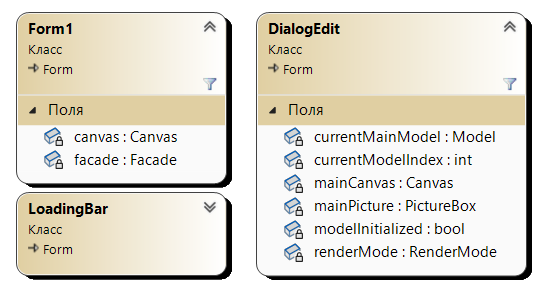 Form1
Класс
Form
Поля
canvas : Canvas
facade : Facade
LoadingBar
Класс
Form
DialogEdit
Класс
Form
Поля
currentMainModel : Model
currentModelIndex : int
mainCanvas : Canvas
mainPicture : PictureBox
modelInitialized : bool
renderMode : RenderMode